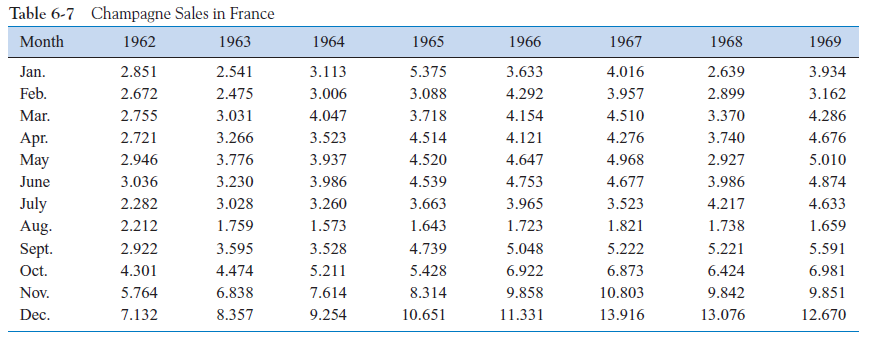 Table 6-7 Champagne Sales in France
Month 1962 1963 1964 1965 1966 1967 1968 1969
Jan. 2.851 2.541 3.113 5.375 3.633 4.016 2.639 3.934
Feb. 2.672 2.475 3.006 3.088 4.292 3.957 2.899 3.162
Mar. 2.755 3.031 4.047 3.718 4.154 4.510 3.370 4.286
Apr. 2.721 3.266 3.523 4.514 4.121 4.276 3.740 4.676
May 2.946 3.776 3.937 4.520 4.647 4.968 2.927 5.010
June 3.036 3.230 3.986 4.539 4.753 4.677 3.986 4.874
July 2.282 3.028 3.260 3.663 3.965 3.523 4.217 4.633
Aug. 2.212 1.759 1.573 1.643 1.723 1.821 1.738 1.659
Sept. 2.922 3.595 3.528 4.739 5.048 5.222 5.221 5.591
Oct. 4.301 4.474 5.211 5.428 6.922 6.873 6.424 6.981
Nov. 5.764 6.838 7.614 8.314 9.858 10.803 9.842 9.851
Dec. 7.132 8.357 9.254 10.651 11.331 13.916 13.076 12.670